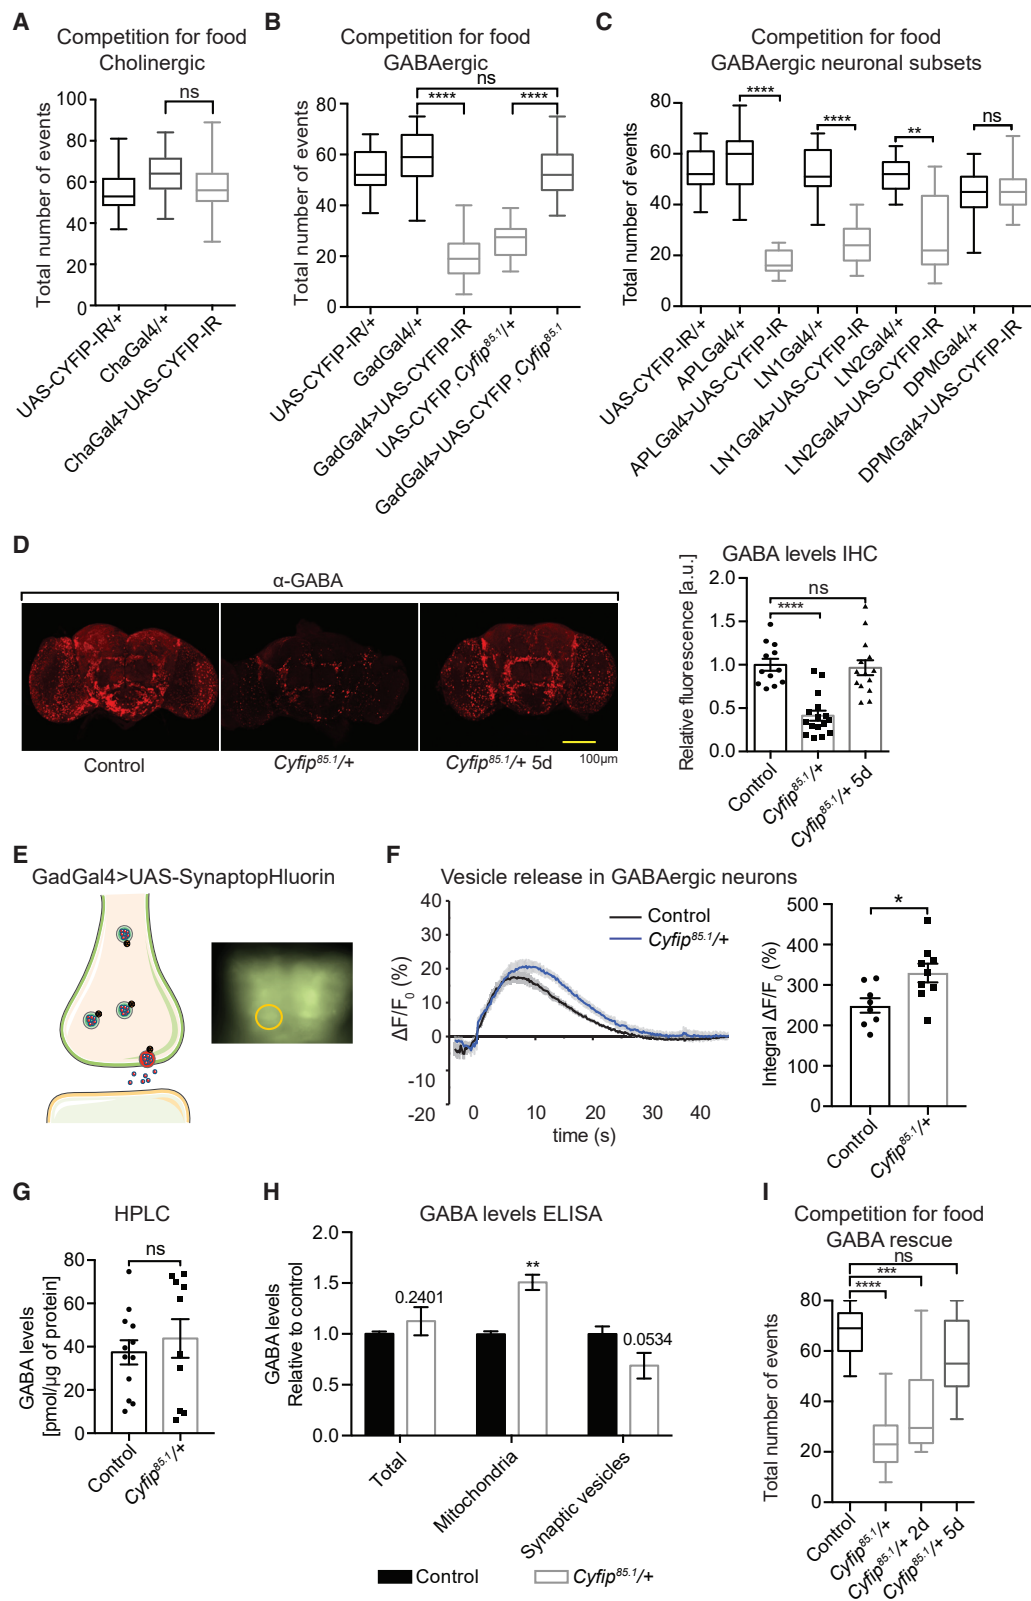 A
Competition for food
Cholinergic
Total number of events
100
80
60
40
20
0
ns
UAS-CYFIP-IR/+
ChaGal4/+
ChaGal4>UAS-CYFIP-IR
B
Competition for food
GABAergic
Total number of events
80
60
40
20
0
ns
****
****
UAS-CYFIP-IR/+
GadGal4/+
GadGal4>UAS-CYFIP-IR
UAS-CYFIP,Cyfip85.1/+
GadGal4>UAS-CYFIP,Cyfip85.1
C
Competition for food
GABAergic neuronal subsets
Total number of events
80
60
40
20
0
****
****
**
ns
UAS-CYFIP-IR/+
APLGal4/+
APLGal4>UAS-CYFIP-IR
LN1Gal4/+
LN1Gal4>UAS-CYFIP-IR
LN2Gal4/+
LN2Gal4>UAS-CYFIP-IR
DPMGal4/+
DPMGal4>UAS-CYFIP-IR
D
α-GABA
Control
Cyfip85.1/+
Cyfip85.1/+ 5d
100µm
GABA levels IHC
Relative fluorescence [a.u.]
2.0
1.5
1.0
0.5
0.0
ns
****
Control
Cyfip85.1/+
Cyfip85.1/+ 5d
E
GadGal4>UAS-SynaptopHluorin
F
Vesicle release in GABAergic neurons
ΔF/F0 (%)
40
30
20
10
0
-10
-20
Control
Cyfip85.1/+
0 10 20 30 40
time (s)
Integral ΔF/F0 (%)
500
400
300
200
100
0
*
Control
Cyfip85.1/+
G
HPLC
GABA levels
[pmol/µg of protein]
80
60
40
20
0
ns
Control
Cyfip85.1/+
H
GABA levels ELISA
GABA levels
Relative to control
2.0
1.5
1.0
0.5
0.0
0.2401
**
0.0534
Total
Mitochondria
Synaptic vesicles
Control
Cyfip85.1/+
I
Competition for food
GABA rescue
Total number of events
80
60
40
20
0
ns
***
****
Control
Cyfip85.1/+
Cyfip85.1/+ 2d
Cyfip85.1/+ 5d